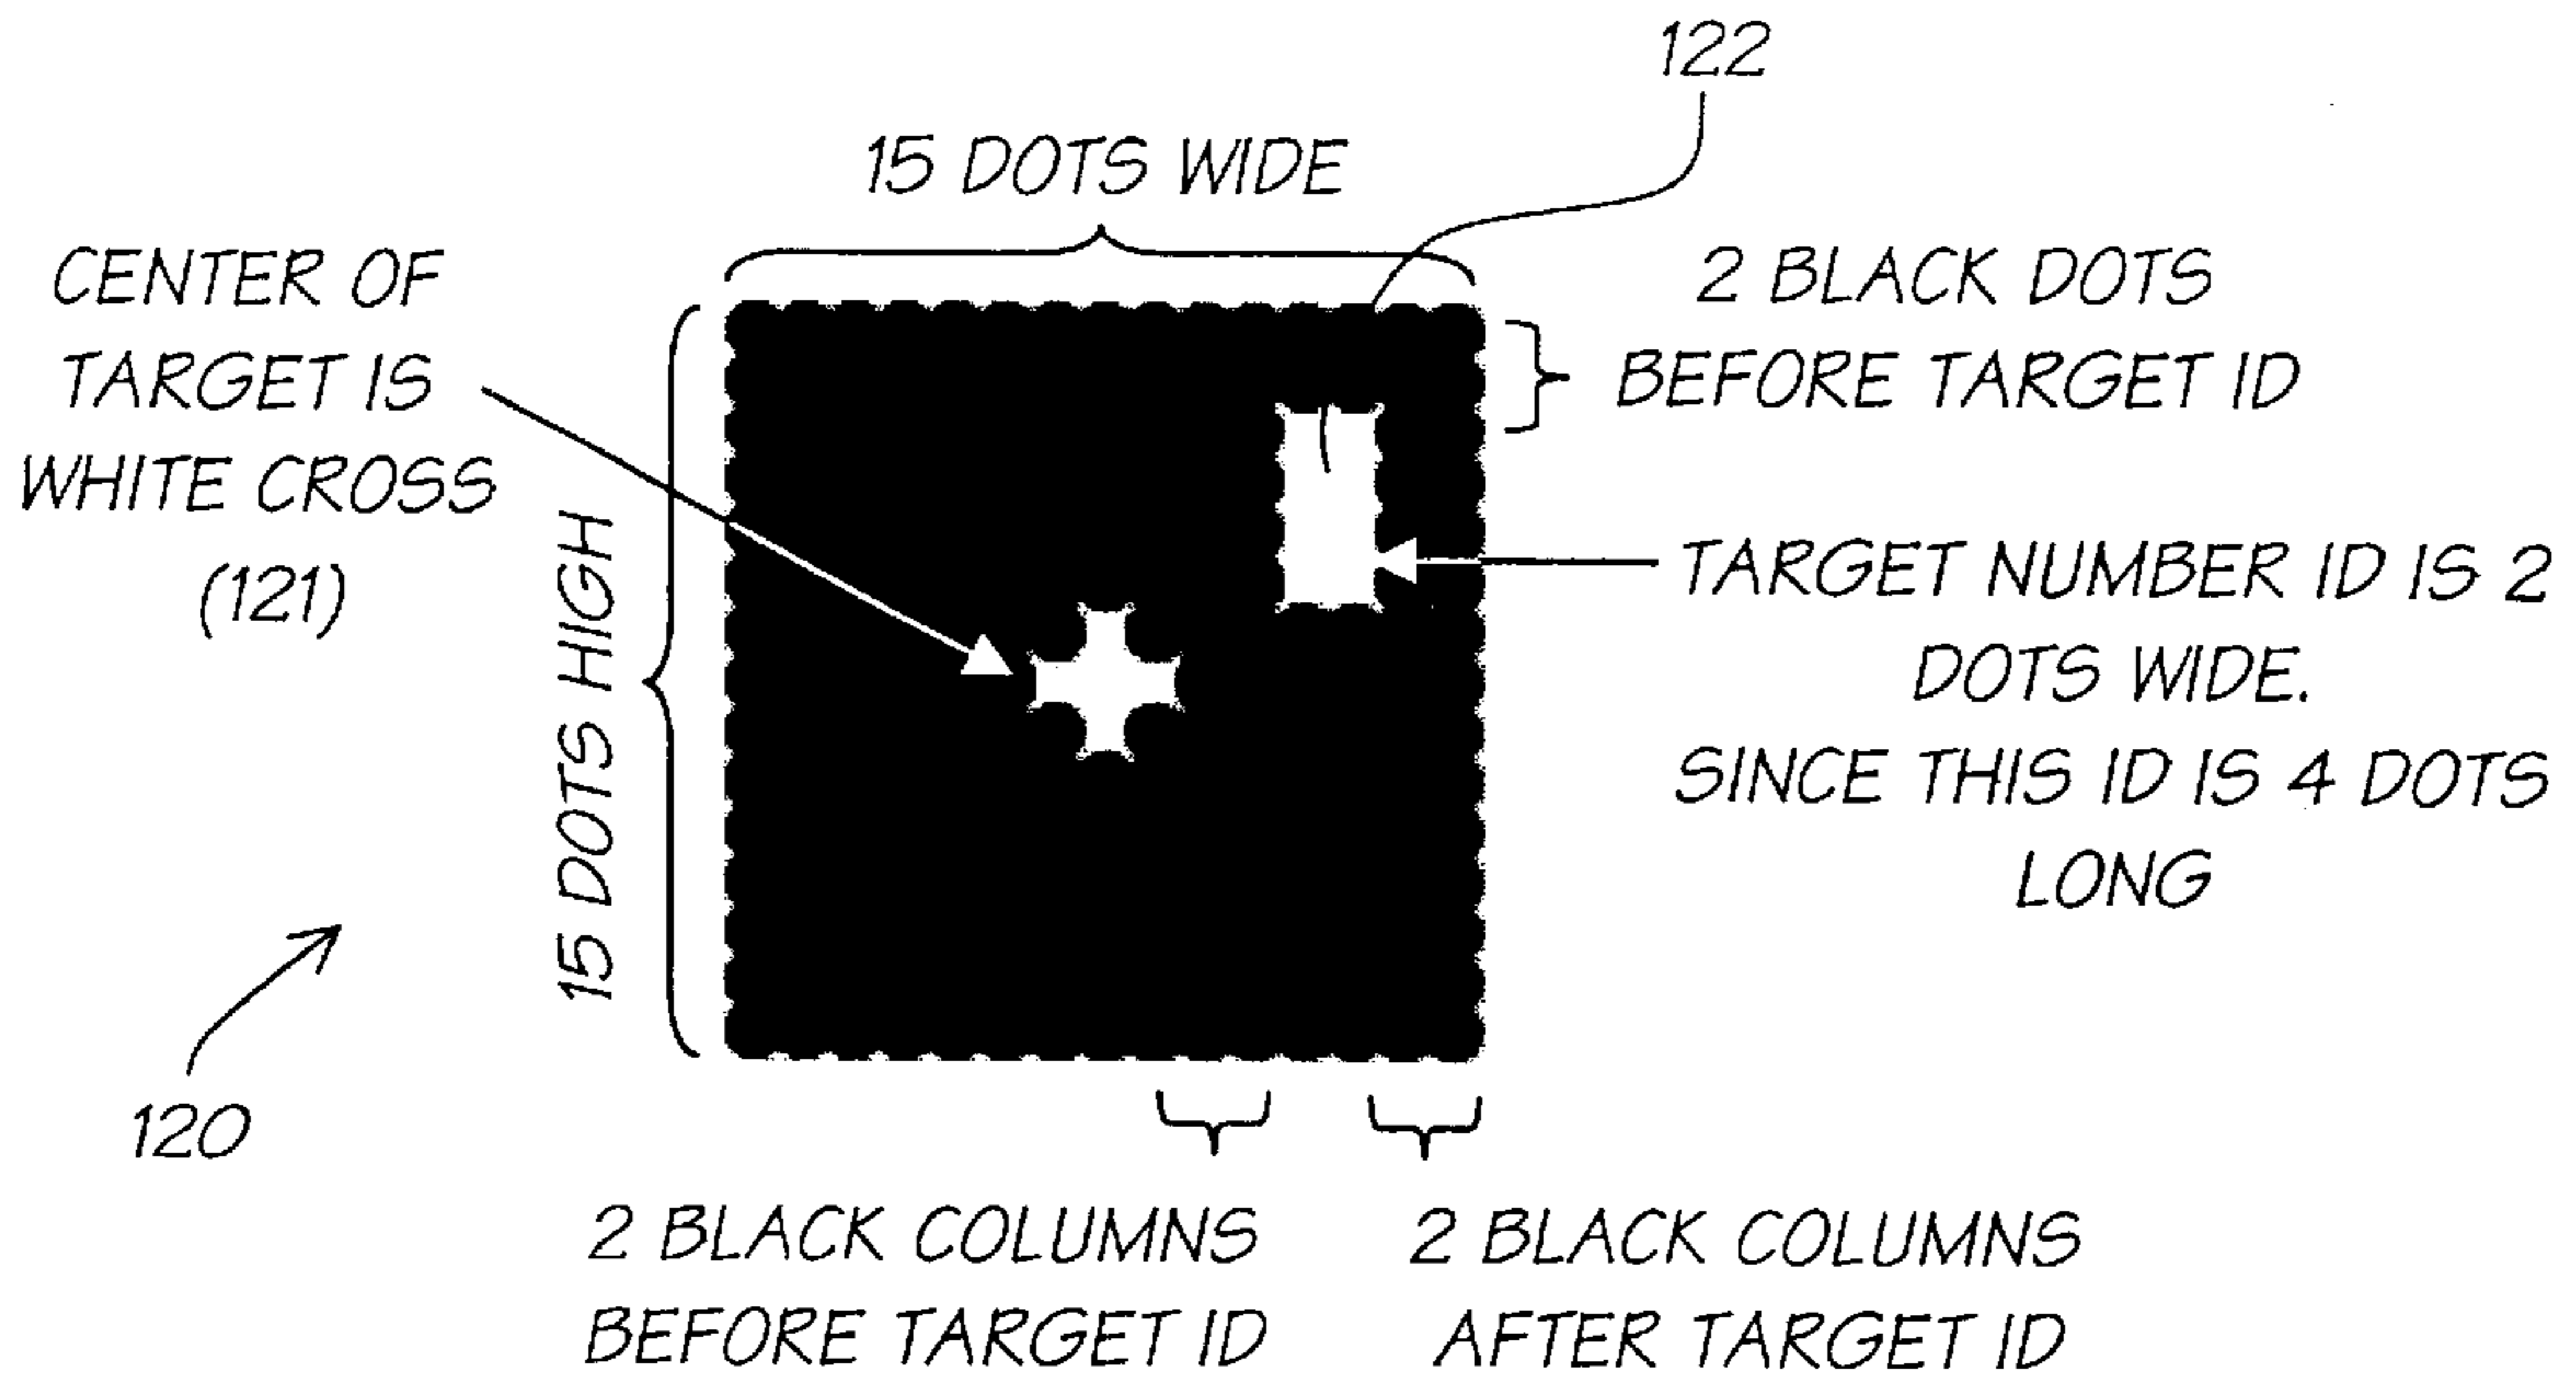 122
15 DOTS WIDE
CENTER OF
TARGET IS
WHITE CROSS
(121)
2 BLACK DOTS
BEFORE TARGET ID
15 DOTS HIGH
TARGET NUMBER ID IS 2
DOTS WIDE.
SINCE THIS ID IS 4 DOTS
LONG
120
2 BLACK COLUMNS
BEFORE TARGET ID
2 BLACK COLUMNS
AFTER TARGET ID